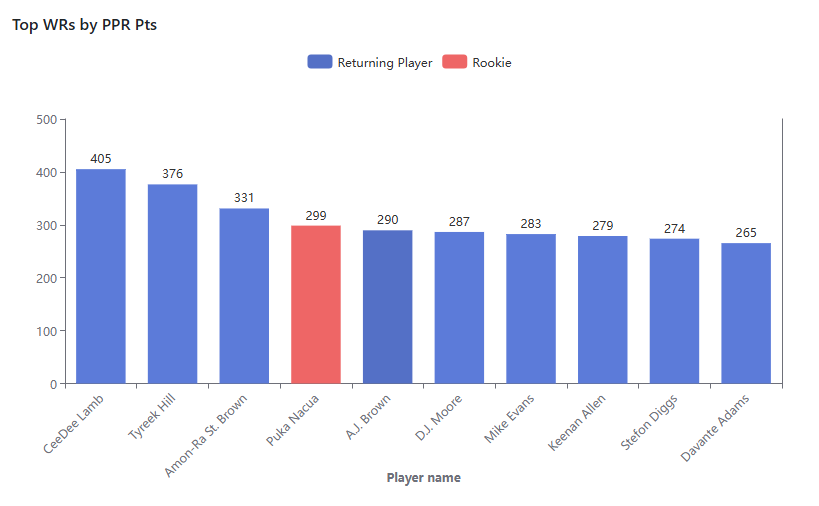 Top WRs by PPR Pts
Returning Player Rookie
500
400
300
200
100
0
405
376
331
299
290
287
283
279
274
265
CeeDee Lamb
Tyreek Hill
Amon-Ra St. Brown
Puka Nacua
A.J. Brown
D.J. Moore
Mike Evans
Keenan Allen
Stefon Diggs
Davante Adams
Player name